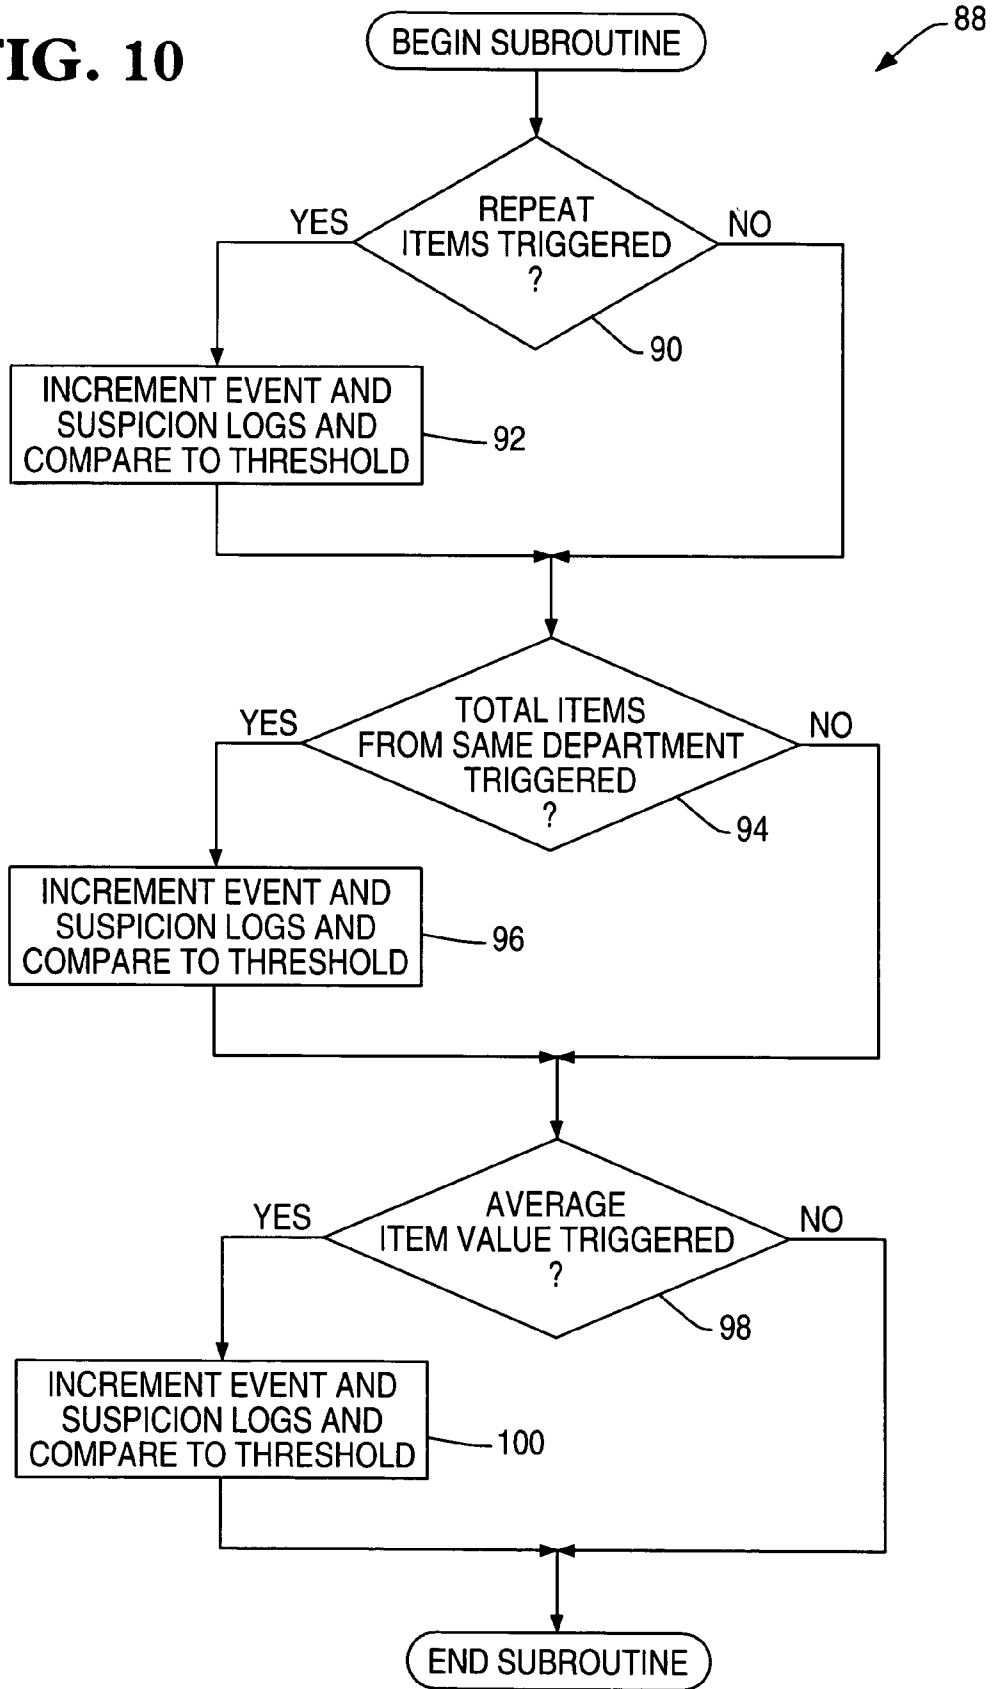 FIG. 10
88
BEGIN SUBROUTINE
REPEAT
ITEMS TRIGGERED
?
YES
NO
90
INCREMENT EVENT AND
SUSPICION LOGS AND
COMPARE TO THRESHOLD
92
TOTAL ITEMS
FROM SAME DEPARTMENT
TRIGGERED
?
YES
NO
94
INCREMENT EVENT AND
SUSPICION LOGS AND
COMPARE TO THRESHOLD
96
AVERAGE
ITEM VALUE TRIGGERED
?
YES
NO
98
INCREMENT EVENT AND
SUSPICION LOGS AND
COMPARE TO THRESHOLD
100
END SUBROUTINE